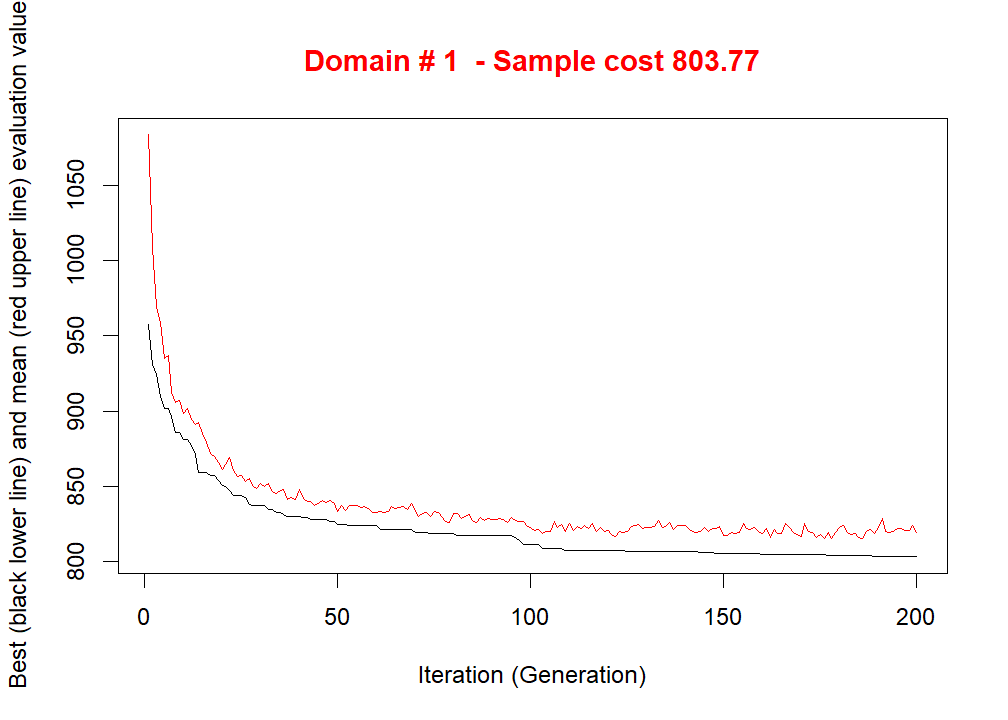 Domain # 1 - Sample cost 803.77
Best (black lower line) and mean (red upper line) evaluation value
1050
1000
950
900
850
800
0 50 100 150 200
Iteration (Generation)